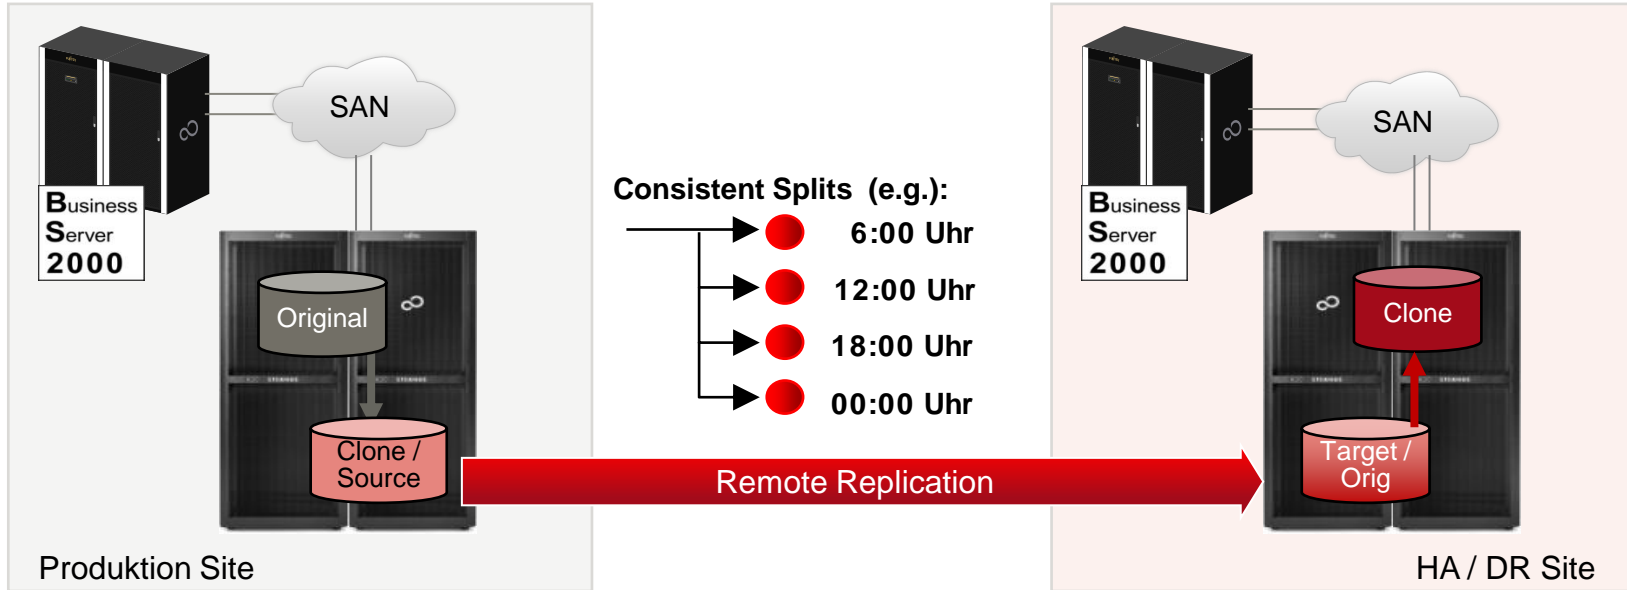 SAN
Business
Server
2000
Original
Clone /
Source
Produktion Site
Consistent Splits (e.g.):
6:00 Uhr
12:00 Uhr
18:00 Uhr
00:00 Uhr
Remote Replication
SAN
Business
Server
2000
Clone
Target /
Orig
HA / DR Site